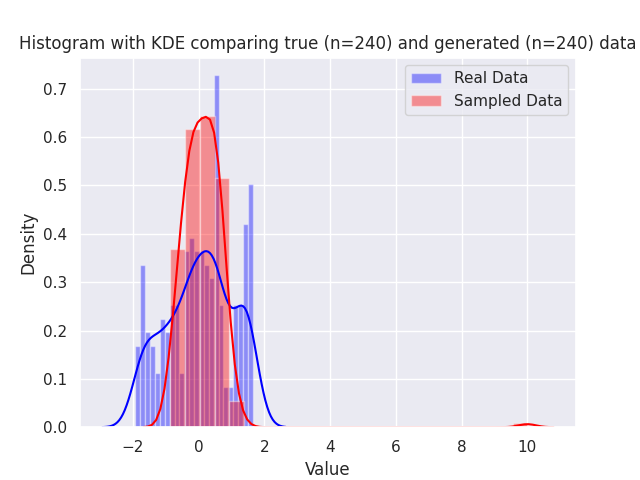 Histogram with KDE comparing true (n=240) and generated (n=240) data
Real Data
Sampled Data
Density
0.7
0.6
0.5
0.4
0.3
0.2
0.1
0.0
−2 0 2 4 6 8 10
Value